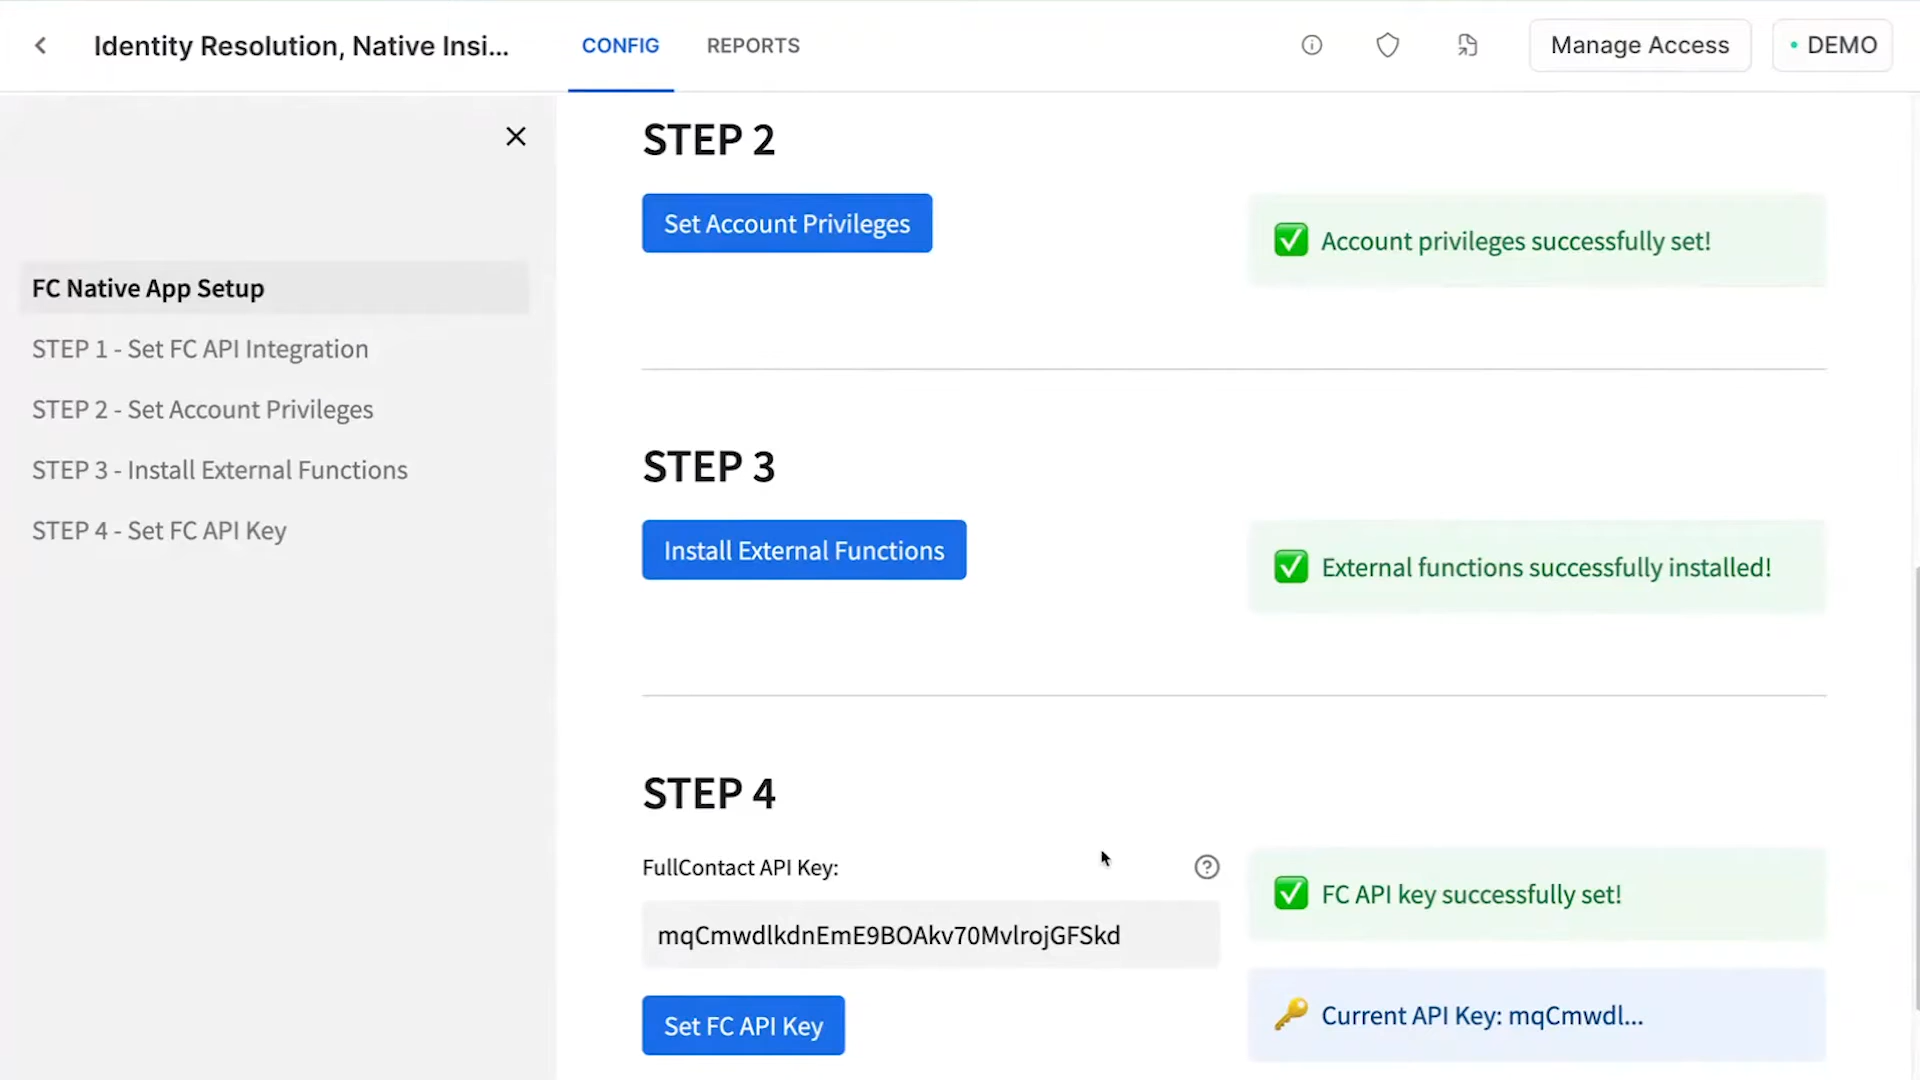 Identity Resolution, Native Insi...
CONFIG
REPORTS
Manage Access
DEMO
FC Native App Setup
STEP 1 - Set FC API Integration
STEP 2 - Set Account Privileges
STEP 3 - Install External Functions
STEP 4 - Set FC API Key
STEP 2
Set Account Privileges
Account privileges successfully set!
STEP 3
Install External Functions
External functions successfully installed!
STEP 4
FullContact API Key:
mqCmwdlkdnEmE9BOAkv70MvlrojGFSkd
FC API key successfully set!
Set FC API Key
Current API Key: mqCmwdl...